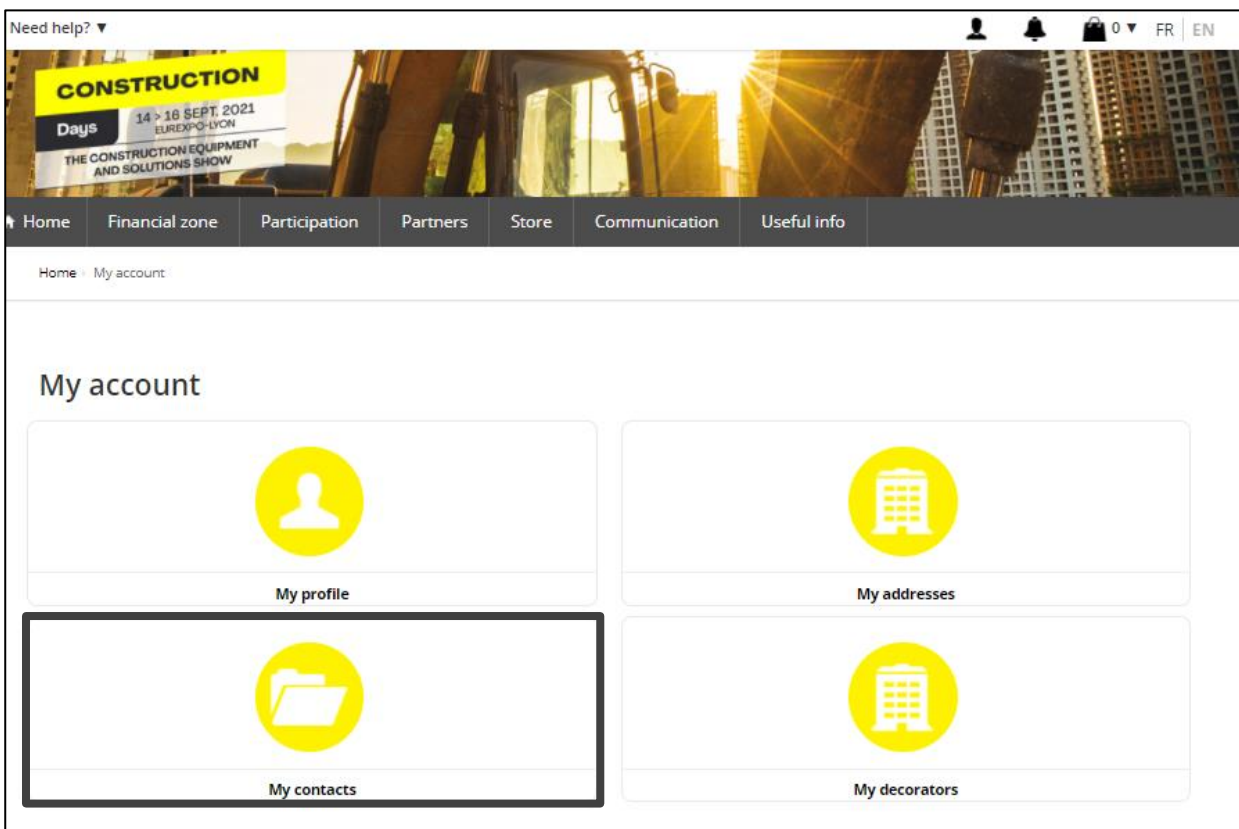 Need help? ▼
0 ▼ FR EN
CONSTRUCTION
Days
14 > 16 SEPT. 2021
EUREXPO-LYON
THE CONSTRUCTION EQUIPMENT
AND SOLUTIONS SHOW
Home Financial zone Participation Partners Store Communication Useful info
Home › My account
My account
My profile
My addresses
My contacts
My decorators